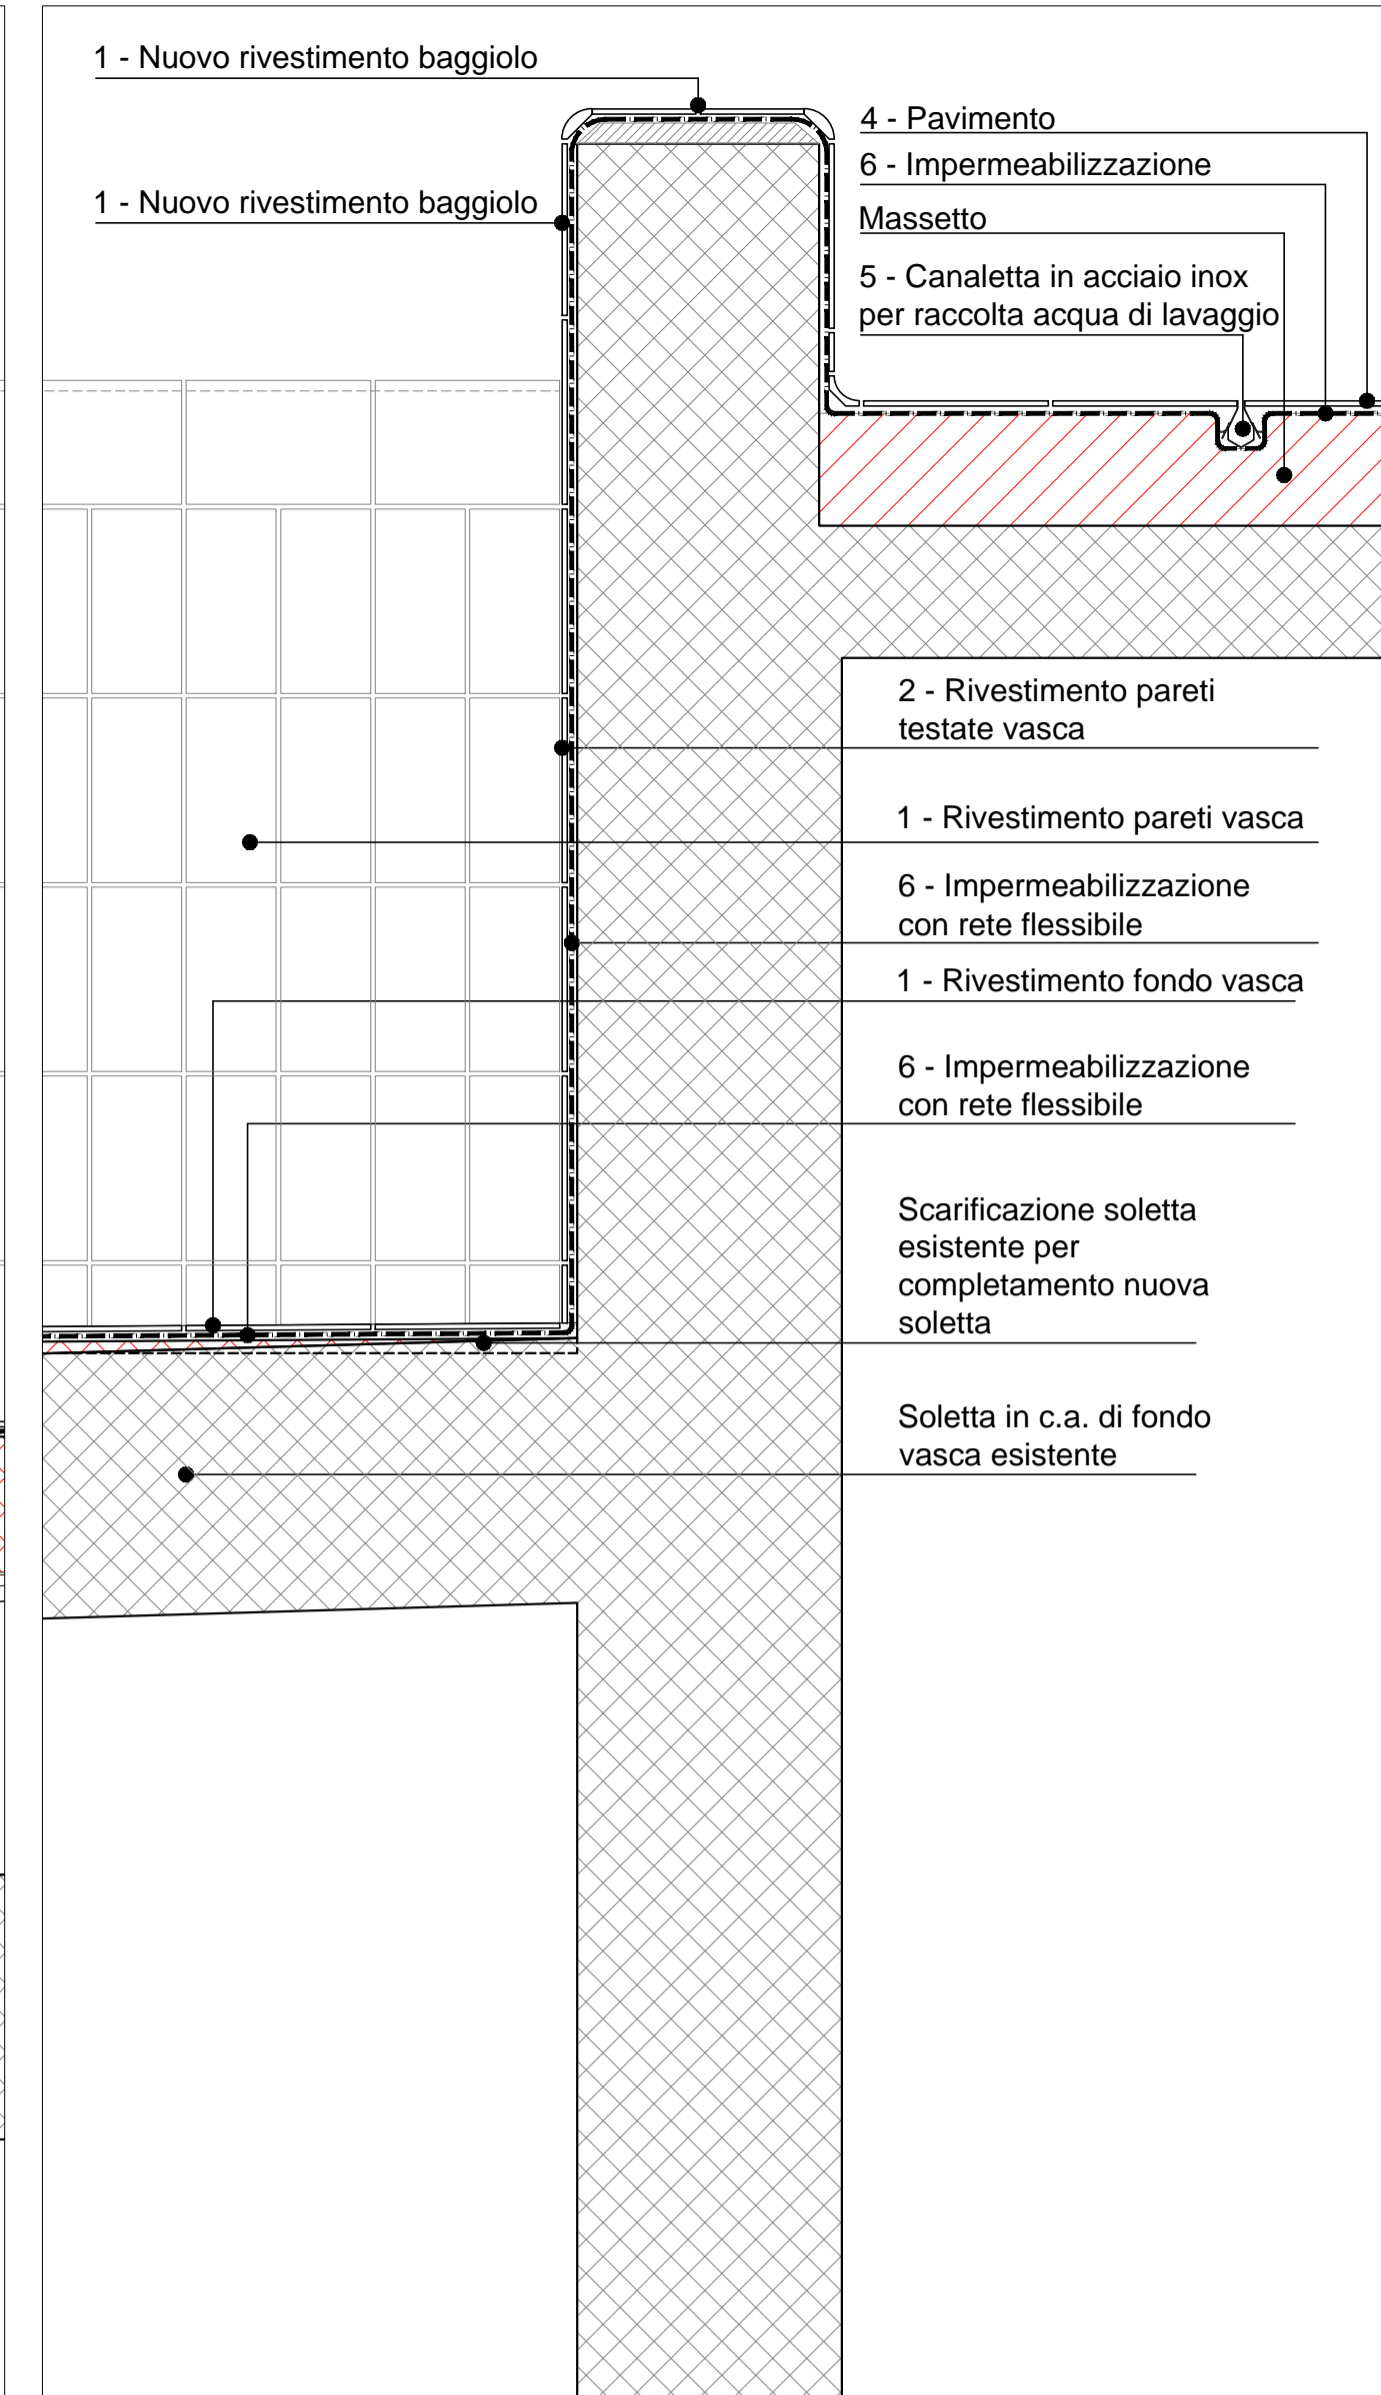 1 - Nuovo rivestimento baggiolo
1 - Nuovo rivestimento baggiolo
4 - Pavimento
6 - Impermeabilizzazione
Massetto
5 - Canaletta in acciaio inox
per raccolta acqua di lavaggio
2 - Rivestimento pareti
testate vasca
1 - Rivestimento pareti vasca
6 - Impermeabilizzazione
con rete flessibile
1 - Rivestimento fondo vasca
6 - Impermeabilizzazione
con rete flessibile
Scarificazione soletta
esistente per
completamento nuova
soletta
Soletta in c.a. di fondo
vasca esistente